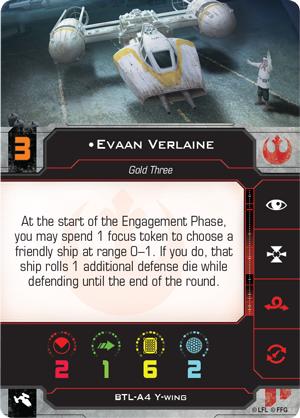 •Evaan Verlaine
3
Gold Three
At the start of the Engagement Phase,
you may spend 1 focus token to choose a
friendly ship at range 0–1. If you do, that
ship rolls 1 additional defense die while
defending until the end of the round.
2 1 6 2
BTL-A4 Y-wing
© LFL © FFG